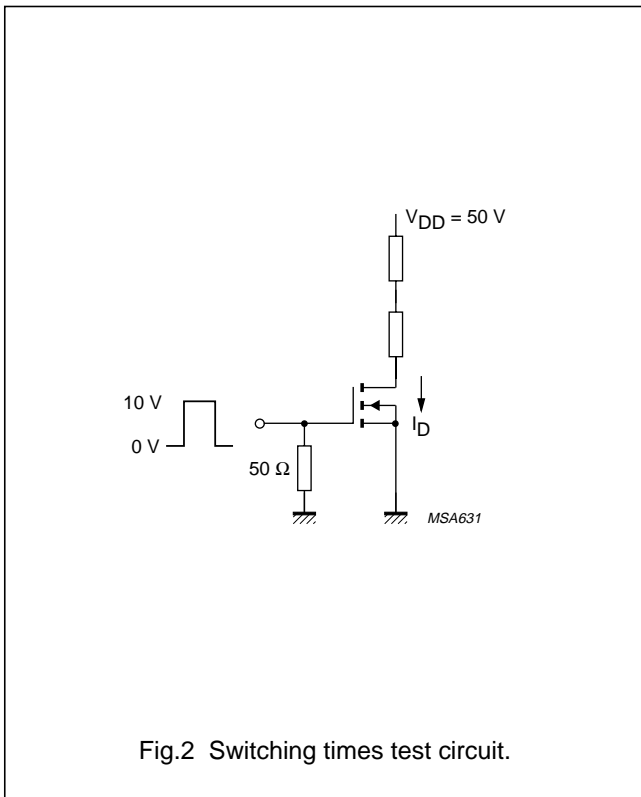 V_DD = 50 V
10 V
0 V
50 Ω
I_D
MSA631
Fig.2 Switching times test circuit.